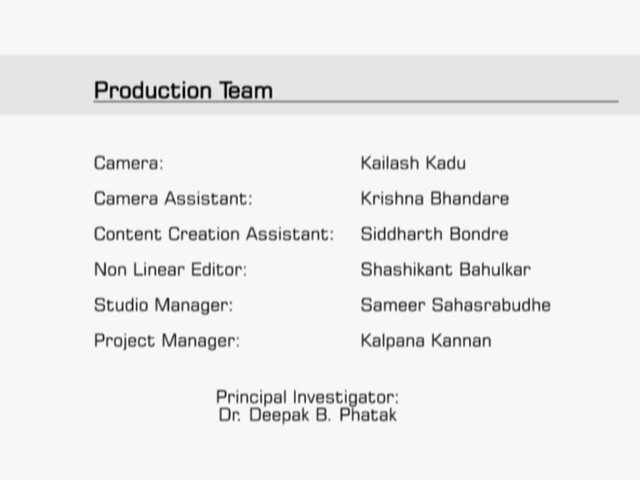 Production Team
Camera: Kailash Kadu
Camera Assistant: Krishna Bhandare
Content Creation Assistant: Siddharth Bondre
Non Linear Editor: Shashikant Bahulkar
Studio Manager: Sameer Sahasrabudhe
Project Manager: Kalpana Kannan
Principal Investigator:
Dr. Deepak B. Phatak